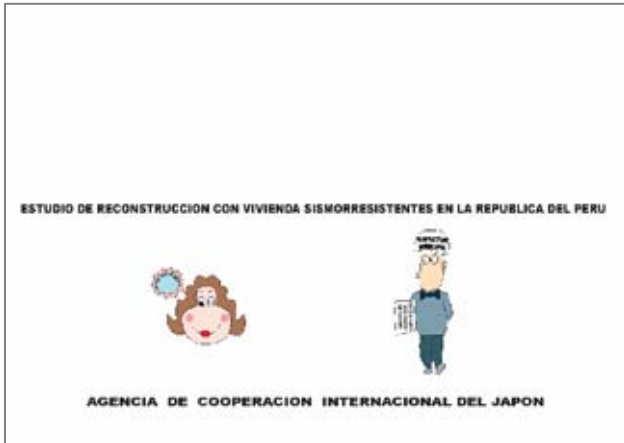 ESTUDIO DE RECONSTRUCCION CON VIVIENDA SISMORRESISTENTES EN LA REPUBLICA DEL PERU
AGENCIA DE COOPERACION INTERNACIONAL DEL JAPON